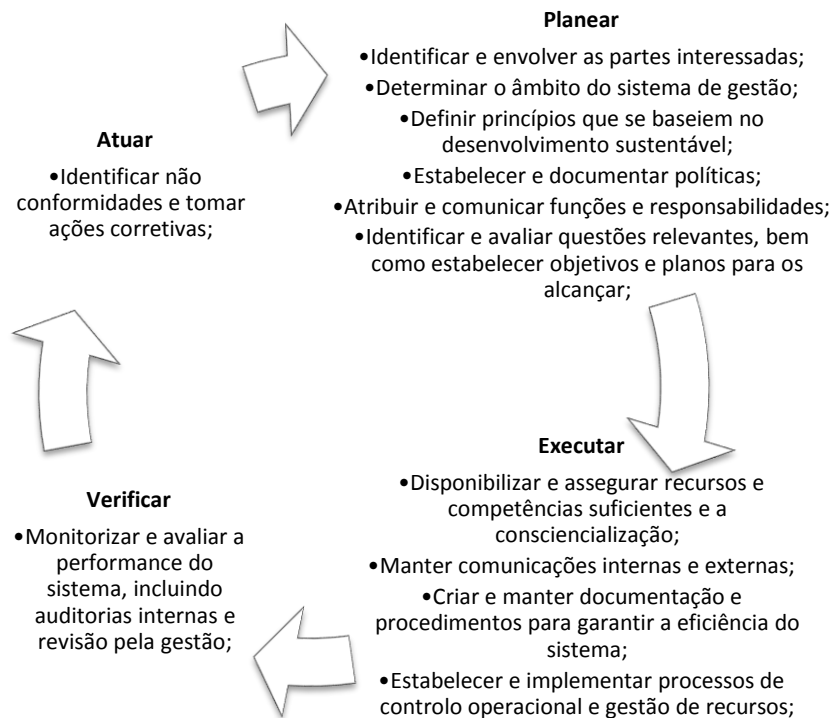 Planear
•Identificar e envolver as partes interessadas;
•Determinar o âmbito do sistema de gestão;
•Definir princípios que se baseiem no
desenvolvimento sustentável;
•Estabelecer e documentar políticas;
•Atribuir e comunicar funções e responsabilidades;
•Identificar e avaliar questões relevantes, bem
como estabelecer objetivos e planos para os
alcançar;
Executar
•Disponibilizar e assegurar recursos e
competências suficientes e a
consciencialização;
•Manter comunicações internas e externas;
•Criar e manter documentação e
procedimentos para garantir a eficiência do
sistema;
•Estabelecer e implementar processos de
controlo operacional e gestão de recursos;
Verificar
•Monitorizar e avaliar a
performance do
sistema, incluindo
auditorias internas e
revisão pela gestão;
Atuar
•Identificar não
conformidades e tomar
ações corretivas;